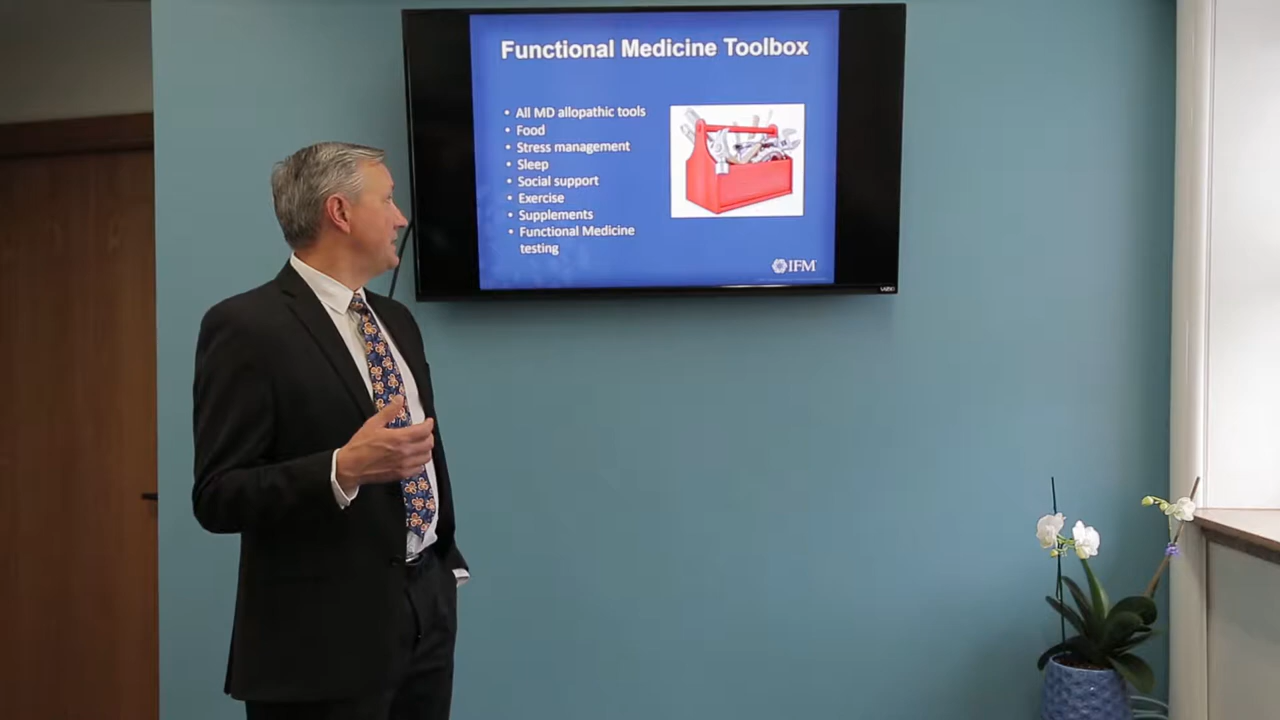 Functional Medicine Toolbox
• All MD allopathic tools
• Food
• Stress management
• Sleep
• Social support
• Exercise
• Supplements
• Functional Medicine
testing
IFM
VIZIO